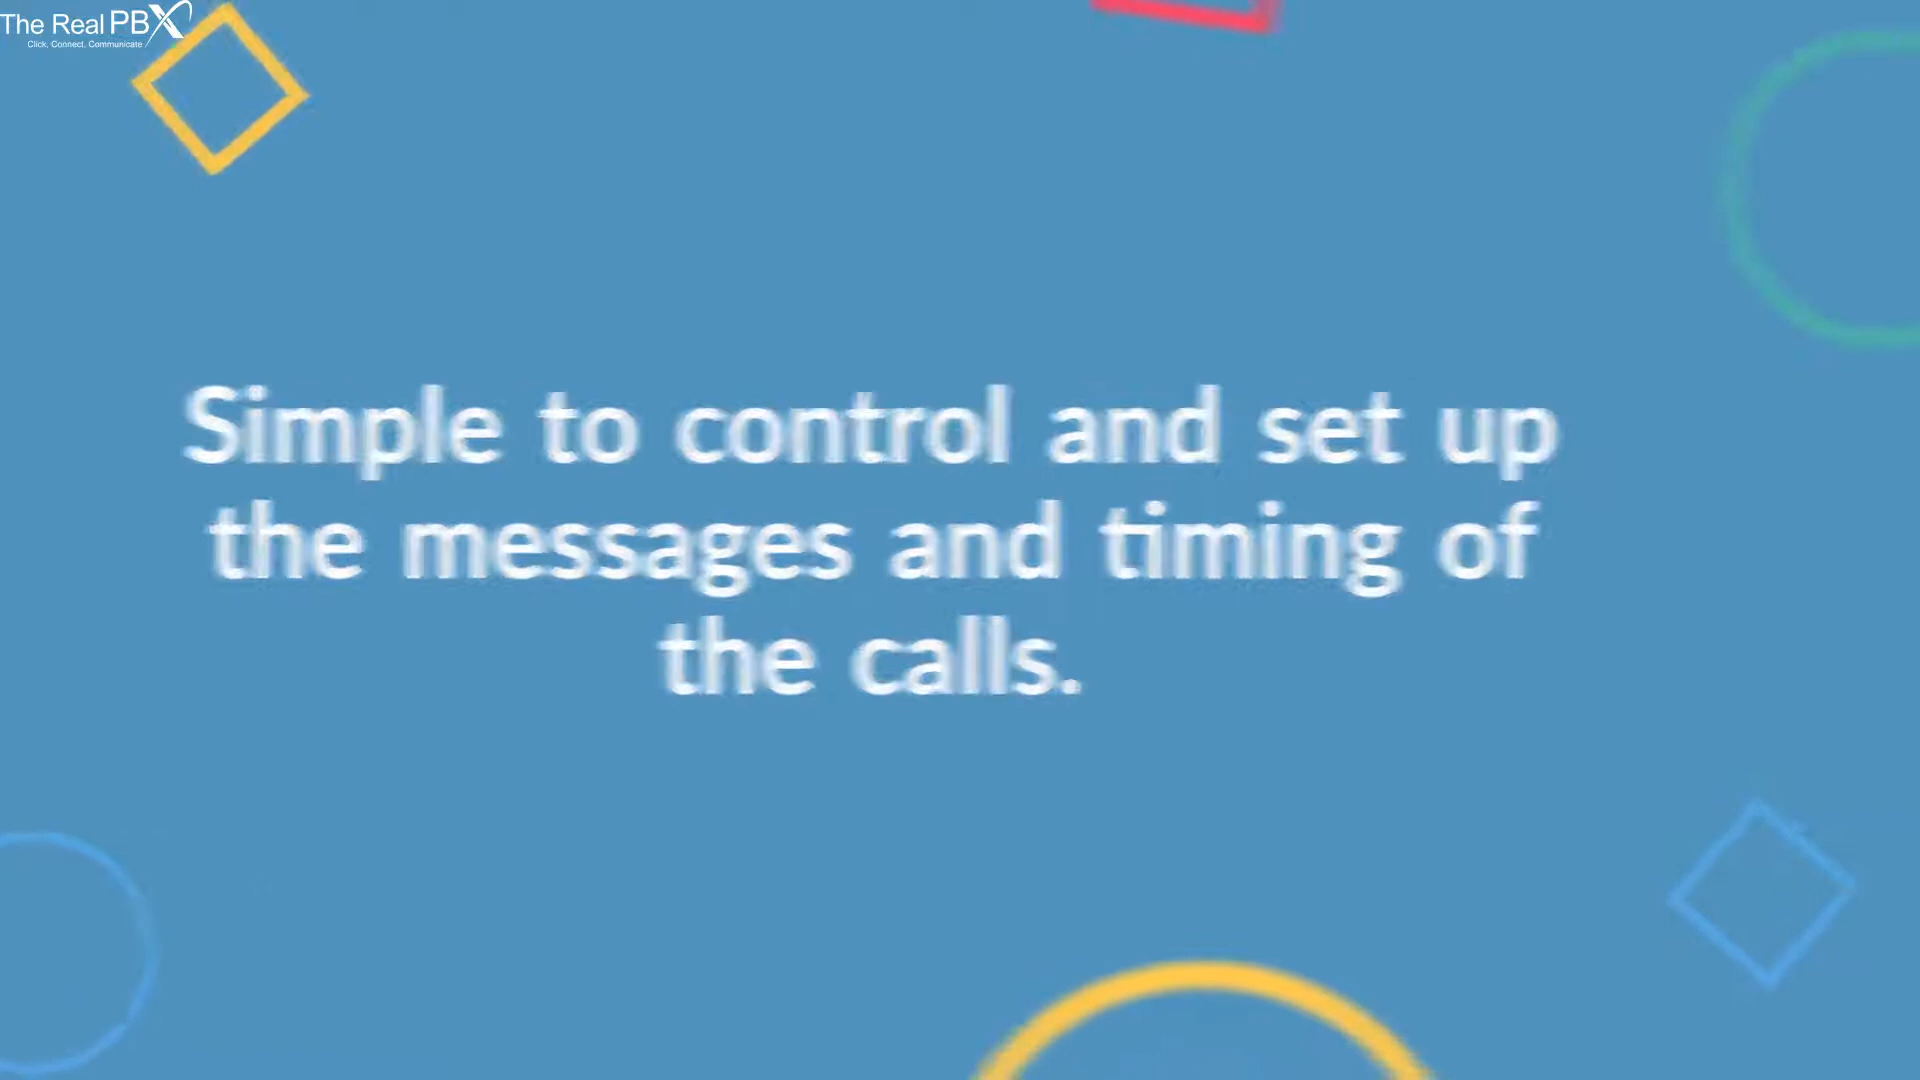 The Real PBX
Click, Connect, Communicate
Simple to control and set up
the messages and timing of
the calls.